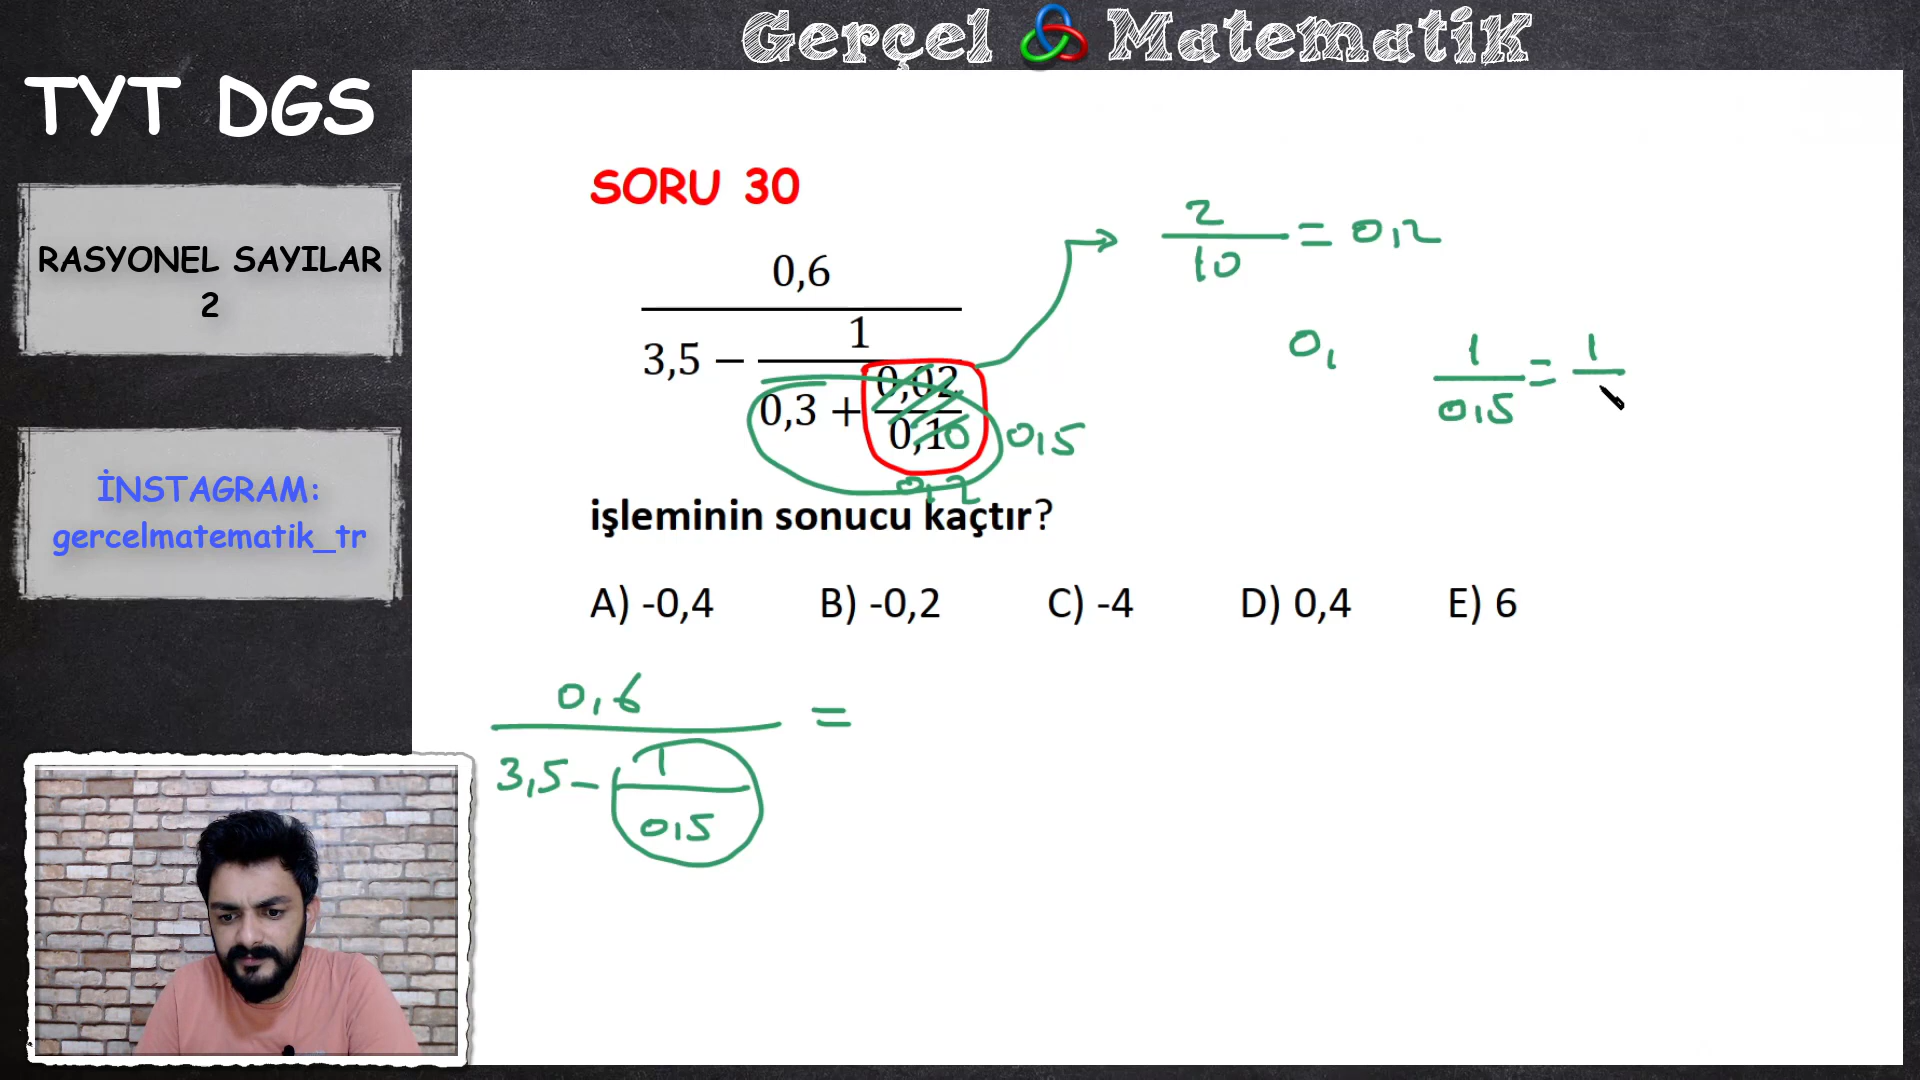 Gerçel Matematik
TYT DGS
RASYONEL SAYILAR
2
İNSTAGRAM:
gercelmatematik_tr
SORU 30
0,6
3,5 −
1
0,3 +
0,02
0,10
0,2
0,5
işleminin sonucu kaçtır?
A) -0,4 B) -0,2 C) -4 D) 0,4 E) 6
2
10
= 0,2
0,
1
0,5
=
1
0,6
3,5 −
1
0,5
=